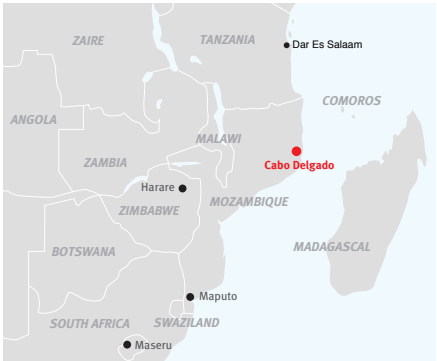 ZAIRE
TANZANIA
Dar Es Salaam
COMOROS
ANGOLA
MALAWI
ZAMBIA
Cabo Delgado
Harare
MOZAMBIQUE
ZIMBABWE
MADAGASCAL
BOTSWANA
Maputo
SOUTH AFRICA
SWAZILAND
Maseru